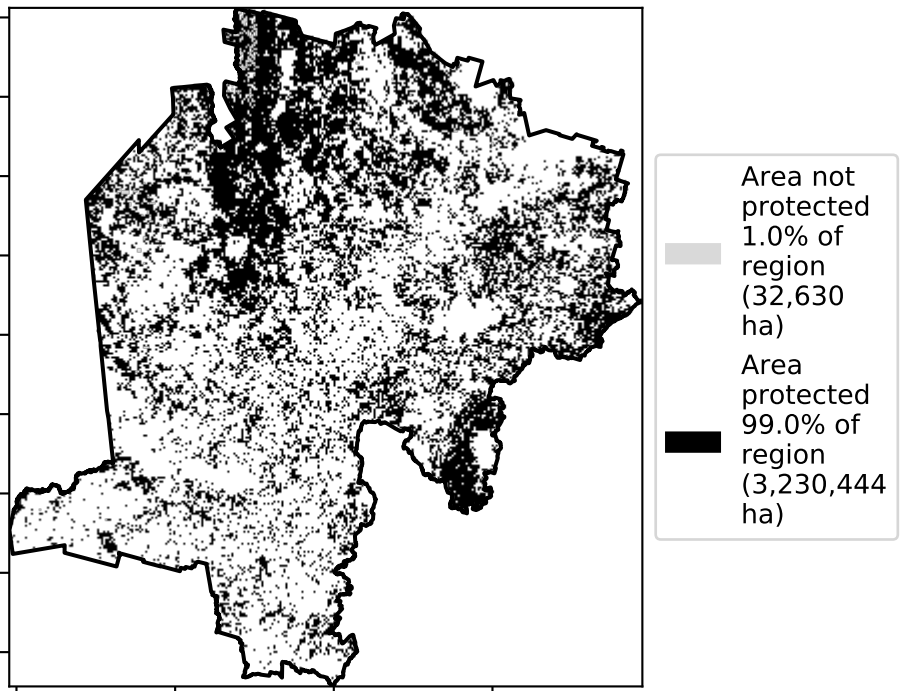 Area not
protected
1.0% of
region
(32,630
ha)
Area
protected
99.0% of
region
(3,230,444
ha)